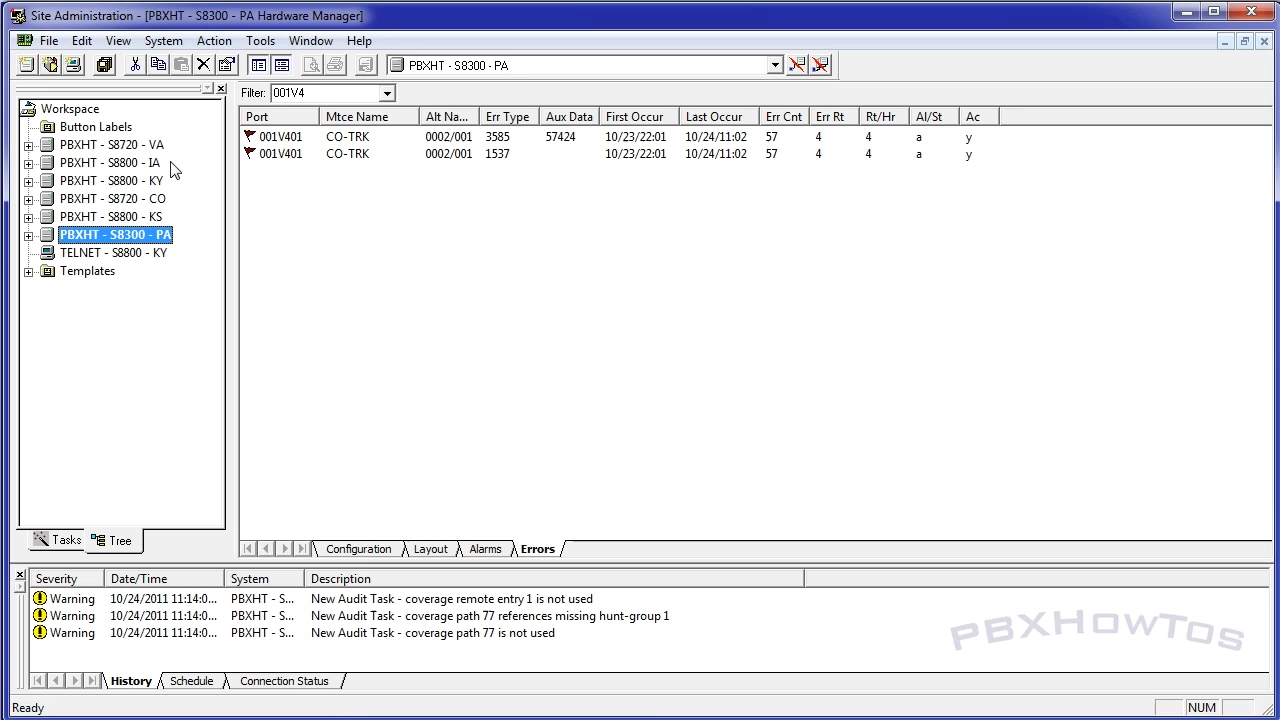 Site Administration - [PBXHT - S8300 - PA Hardware Manager]
File Edit View System Action Tools Window Help
PBXHT - S8300 - PA
Filter: 001V4
Workspace
Button Labels
PBXHT - S8720 - VA
PBXHT - S8800 - IA
PBXHT - S8800 - KY
PBXHT - S8720 - CO
PBXHT - S8800 - KS
PBXHT - S8300 - PA
TELNET - S8800 - KY
Templates
Tasks Tree
Port Mtce Name Alt Na... Err Type Aux Data First Occur Last Occur Err Cnt Err Rt Rt/Hr Al/St Ac
001V401 CO-TRK 0002/001 3585 57424 10/23/22:01 10/24/11:02 57 4 4 a y
001V401 CO-TRK 0002/001 1537 10/23/22:01 10/24/11:02 57 4 4 a y
Configuration Layout Alarms Errors
Severity Date/Time System Description
Warning 10/24/2011 11:14:0... PBXHT - S... New Audit Task - coverage remote entry 1 is not used
Warning 10/24/2011 11:14:0... PBXHT - S... New Audit Task - coverage path 77 references missing hunt-group 1
Warning 10/24/2011 11:14:0... PBXHT - S... New Audit Task - coverage path 77 is not used
PBXHowTos
History Schedule Connection Status
Ready NUM